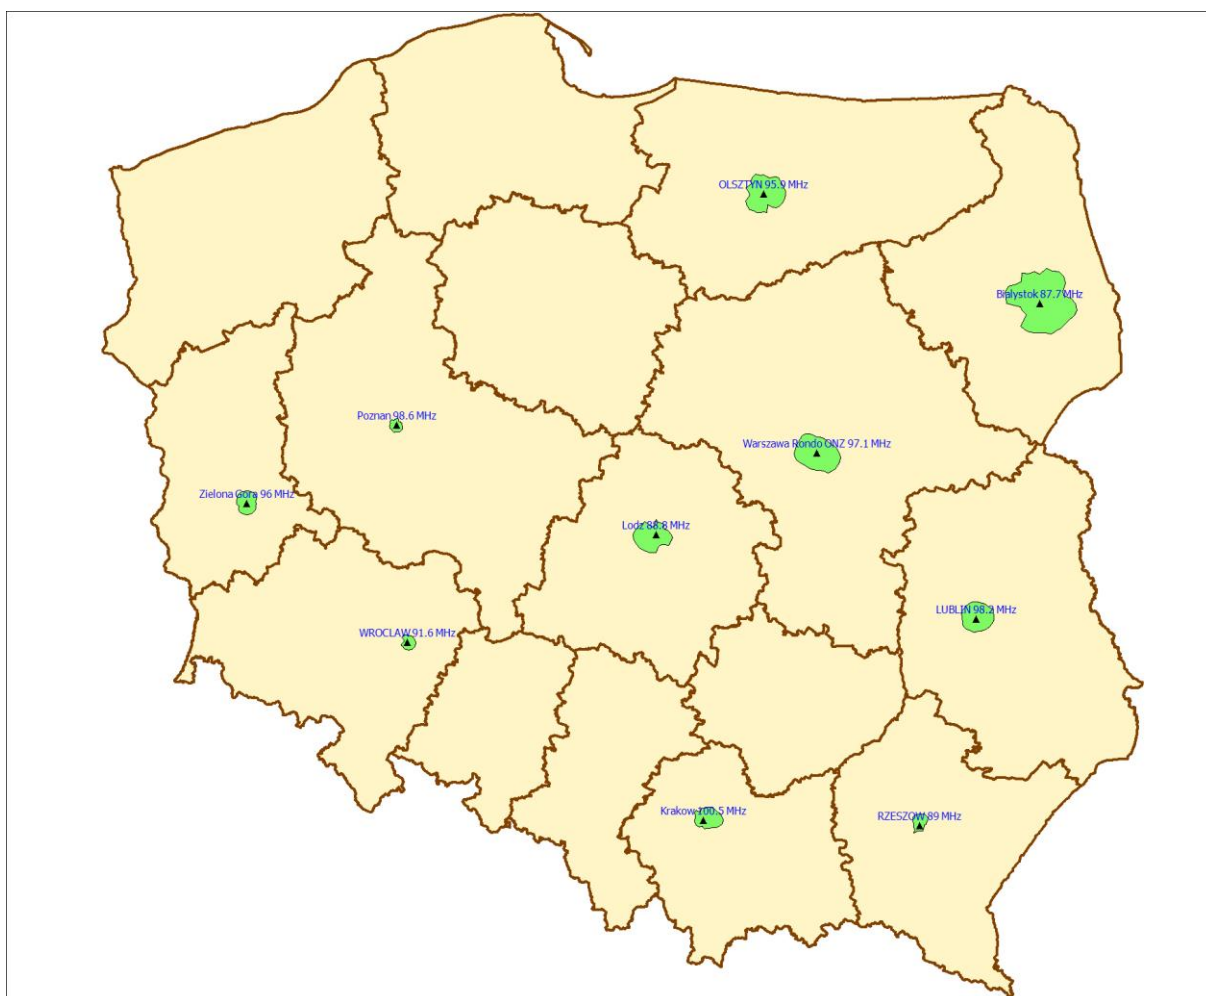 OLSZTYN 95.9 MHz
Bialystok 87.7 MHz
Poznan 98.6 MHz
Warszawa Rondo ONZ 97.1 MHz
Zielona Gora 96 MHz
Lodz 88.8 MHz
LUBLIN 98.2 MHz
WROCLAW 91.6 MHz
Krakow 100.5 MHz
RZESZOW 89 MHz